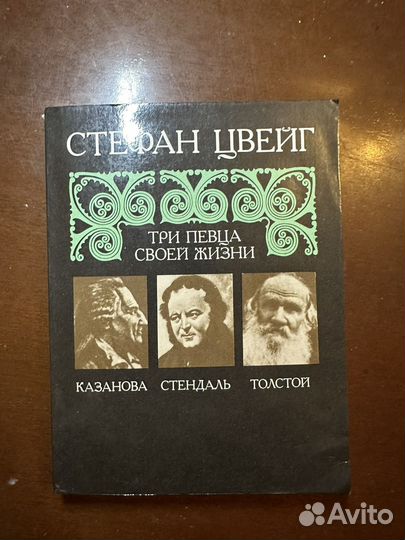 СТЕФАН ЦВЕЙГ
ТРИ ПЕВЦА
СВОЕЙ ЖИЗНИ
КАЗАНОВА СТЕНДАЛЬ ТОЛСТОЙ
Avito